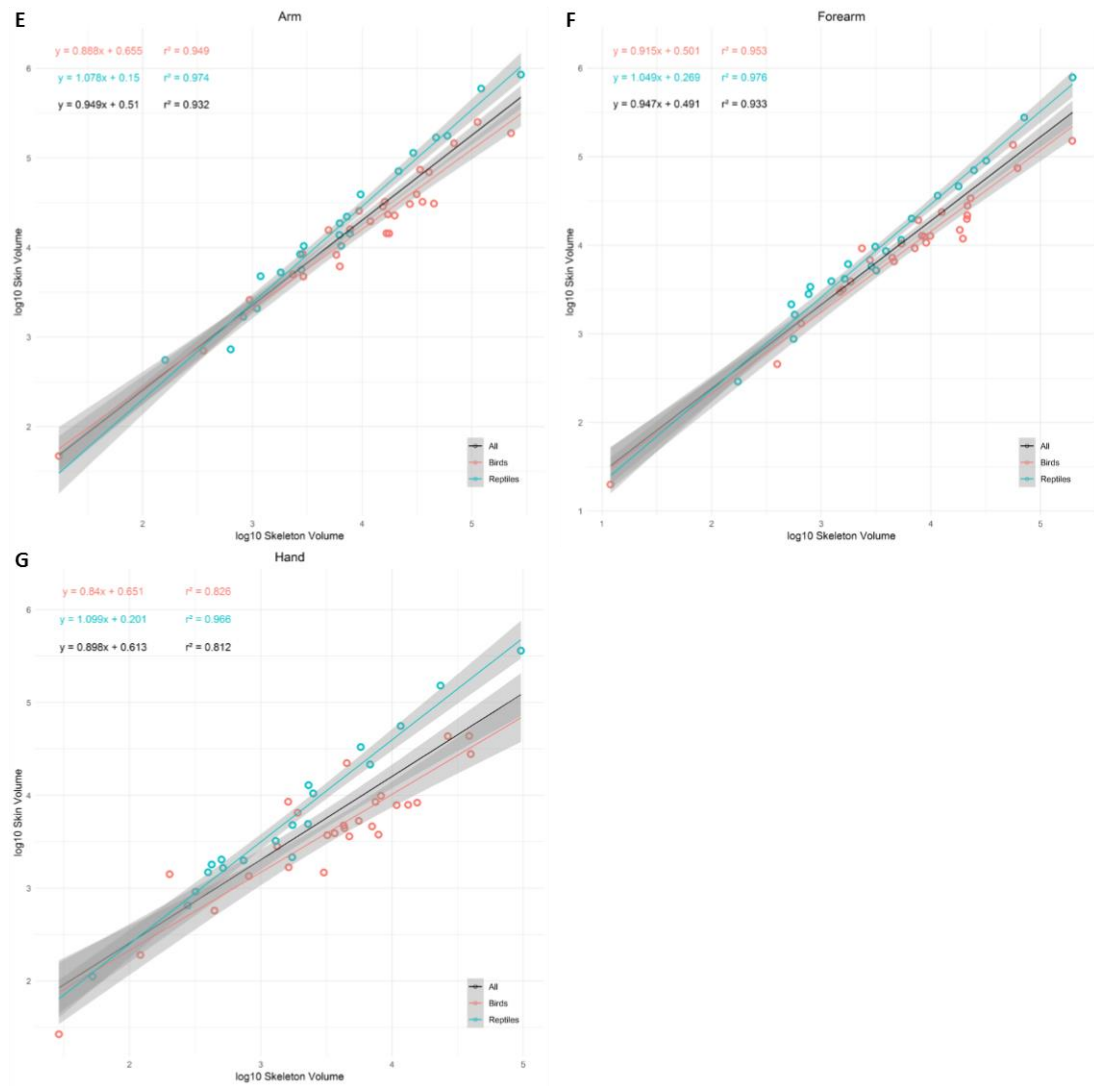 E
Arm
y = 0.888x + 0.655 r² = 0.949
y = 1.078x + 0.15 r² = 0.974
y = 0.949x + 0.51 r² = 0.932
6
5
4
3
2
log10 Skin Volume
All
Birds
Reptiles
2 3 4 5
log10 Skeleton Volume
F
Forearm
y = 0.915x + 0.501 r² = 0.953
y = 1.049x + 0.269 r² = 0.976
y = 0.947x + 0.491 r² = 0.933
6
5
4
3
2
1
log10 Skin Volume
All
Birds
Reptiles
1 2 3 4 5
log10 Skeleton Volume
G
Hand
y = 0.84x + 0.651 r² = 0.826
y = 1.099x + 0.201 r² = 0.966
y = 0.898x + 0.613 r² = 0.812
6
5
4
3
2
log10 Skin Volume
All
Birds
Reptiles
2 3 4 5
log10 Skeleton Volume